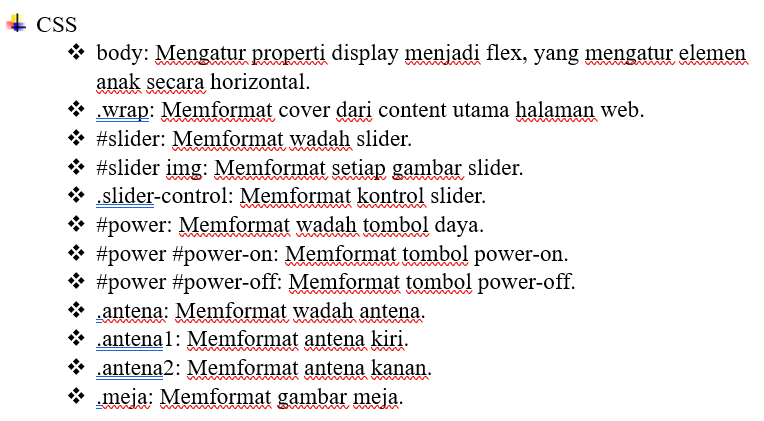 CSS
body: Mengatur properti display menjadi flex, yang mengatur elemen
anak secara horizontal.
.wrap: Memformat cover dari content utama halaman web.
#slider: Memformat wadah slider.
#slider img: Memformat setiap gambar slider.
.slider-control: Memformat kontrol slider.
#power: Memformat wadah tombol daya.
#power #power-on: Memformat tombol power-on.
#power #power-off: Memformat tombol power-off.
.antena: Memformat wadah antena.
.antena1: Memformat antena kiri.
.antena2: Memformat antena kanan.
.meja: Memformat gambar meja.